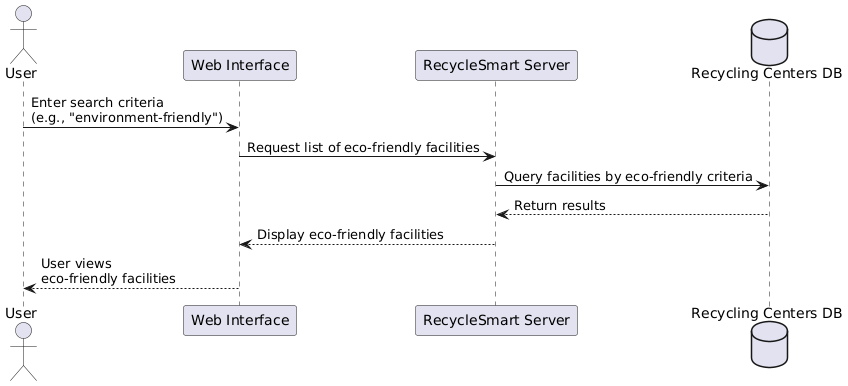 User
Web Interface
RecycleSmart Server
Recycling Centers DB
Enter search criteria
(e.g., "environment-friendly")
Request list of eco-friendly facilities
Query facilities by eco-friendly criteria
Return results
Display eco-friendly facilities
User views
eco-friendly facilities
User
Web Interface
RecycleSmart Server
Recycling Centers DB